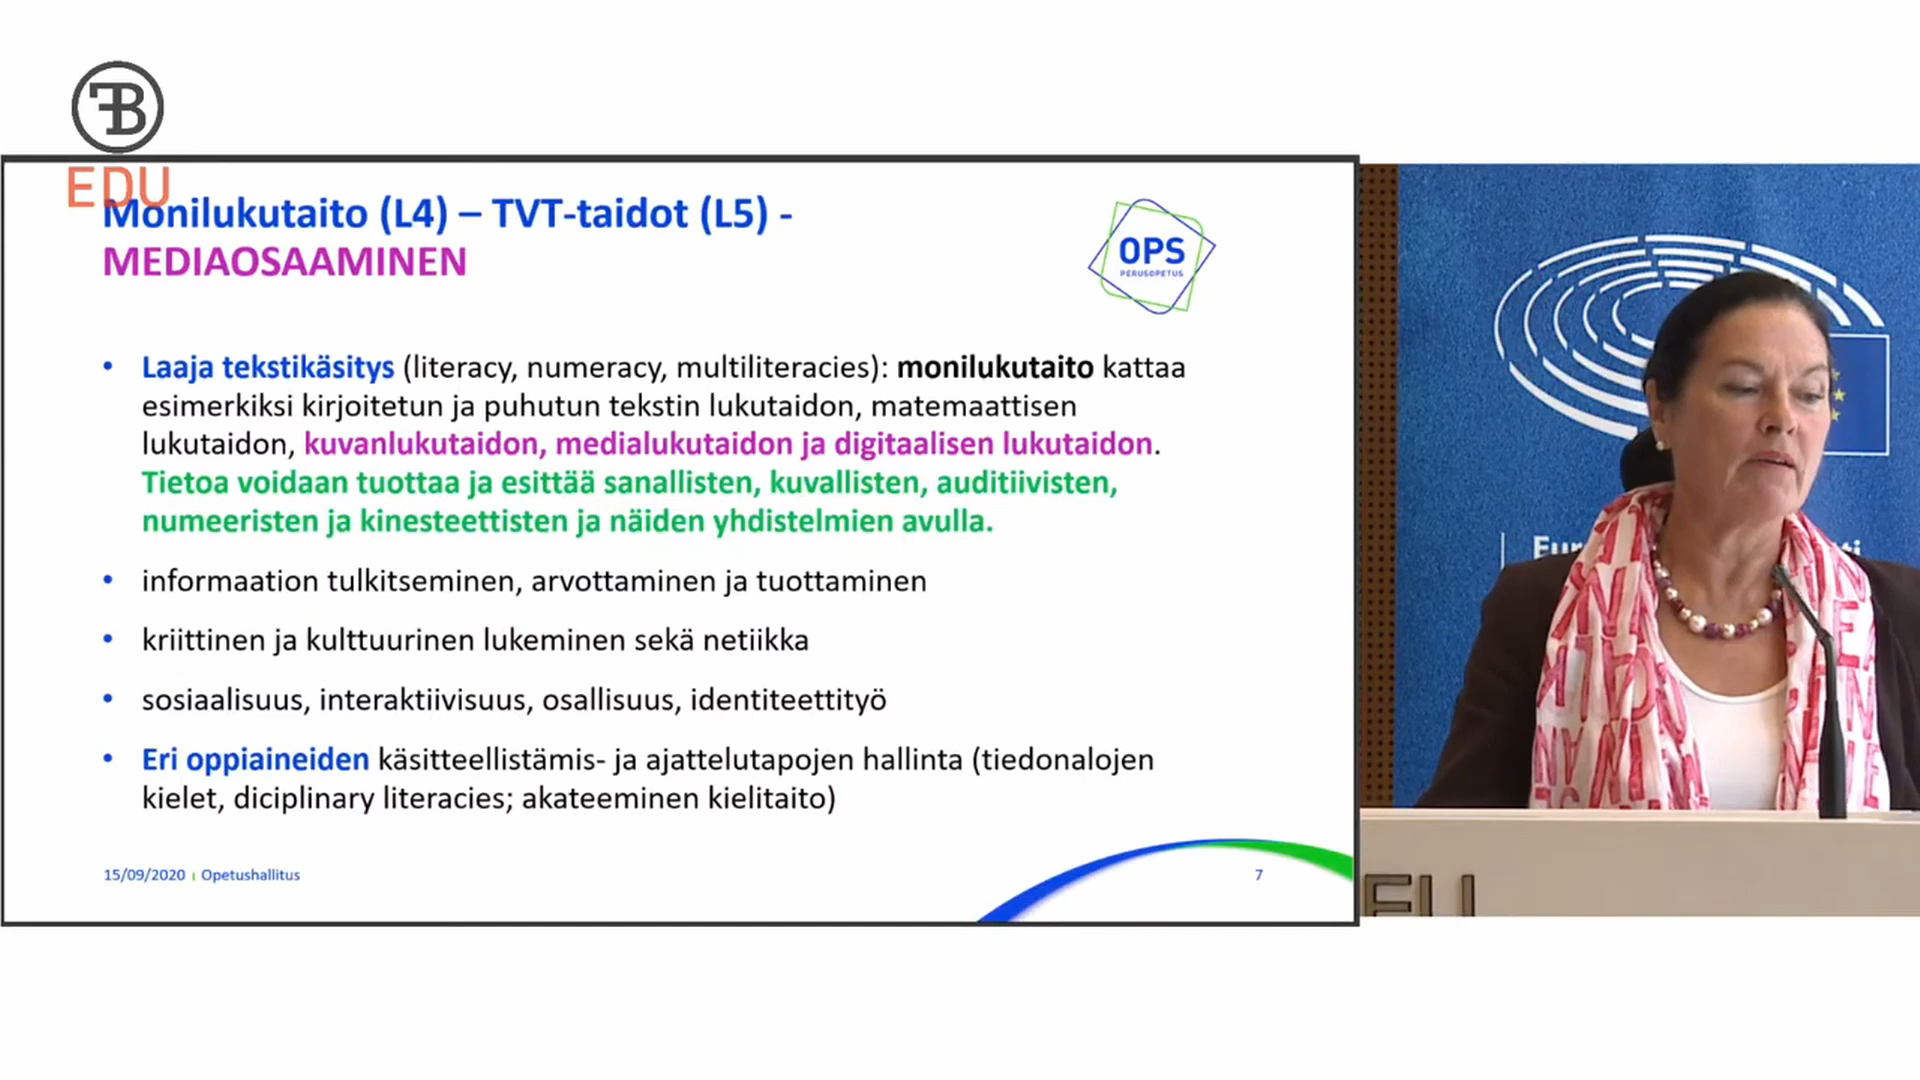 FB
EDU
Monilukutaito (L4) – TVT-taidot (L5) -
MEDIAOSAAMINEN
OPS
PERUSOPETUS
• Laaja tekstikäsitys (literacy, numeracy, multiliteracies): monilukutaito kattaa
esimerkiksi kirjoitetun ja puhutun tekstin lukutaidon, matemaattisen
lukutaidon, kuvanlukutaidon, medialukutaidon ja digitaalisen lukutaidon.
Tietoa voidaan tuottaa ja esittää sanallisten, kuvallisten, auditiivisten,
numeeristen ja kinesteettisten ja näiden yhdistelmien avulla.
• informaation tulkitseminen, arvottaminen ja tuottaminen
• kriittinen ja kulttuurinen lukeminen sekä netiikka
• sosiaalisuus, interaktiivisuus, osallisuus, identiteettityö
• Eri oppiaineiden käsitteellistämis- ja ajattelutapojen hallinta (tiedonalojen
kielet, diciplinary literacies; akateeminen kielitaito)
15/09/2020 | Opetushallitus
7